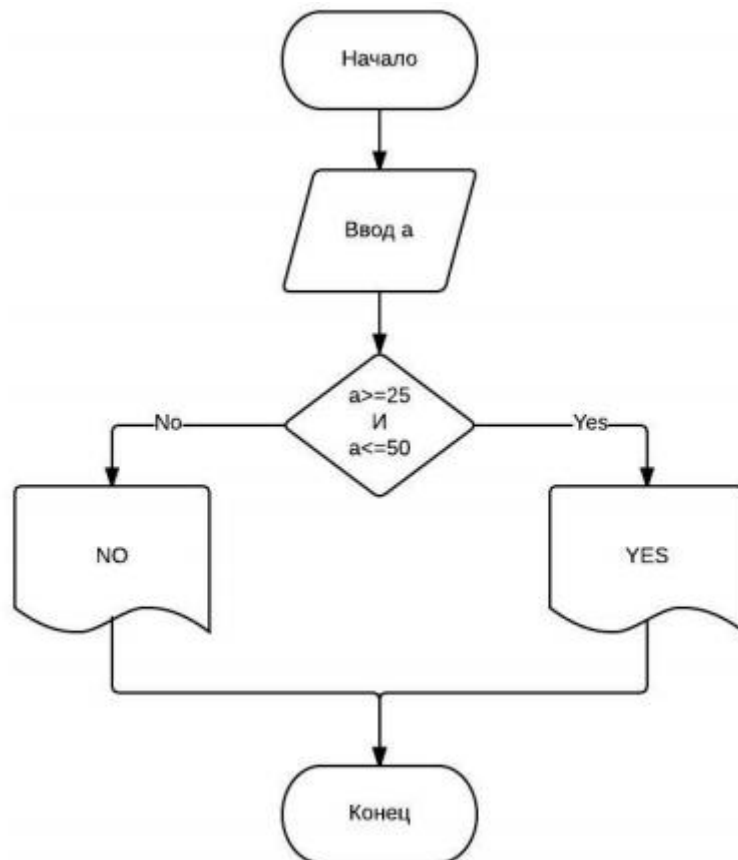 Начало
Ввод a
a>=25
И
a<=50
No
Yes
NO
YES
Конец